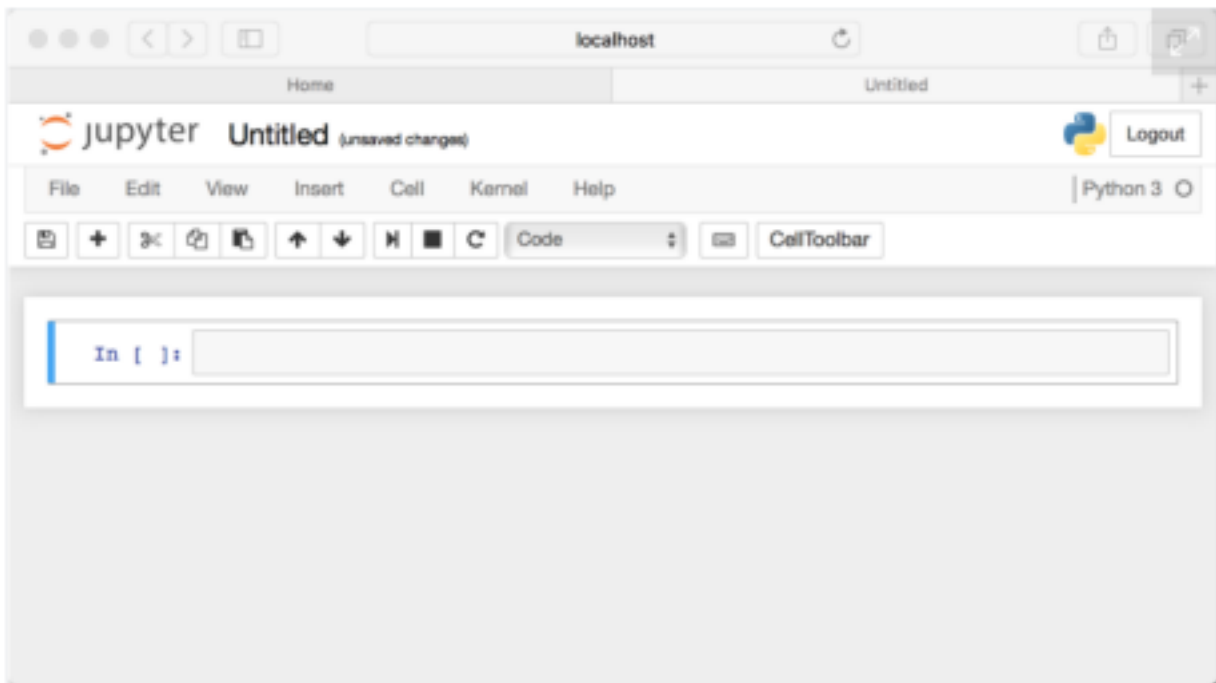 localhost
Home Untitled
jupyter Untitled (unsaved changes) Logout
File Edit View Insert Cell Kernel Help Python 3
Code CellToolbar
In [ ]: